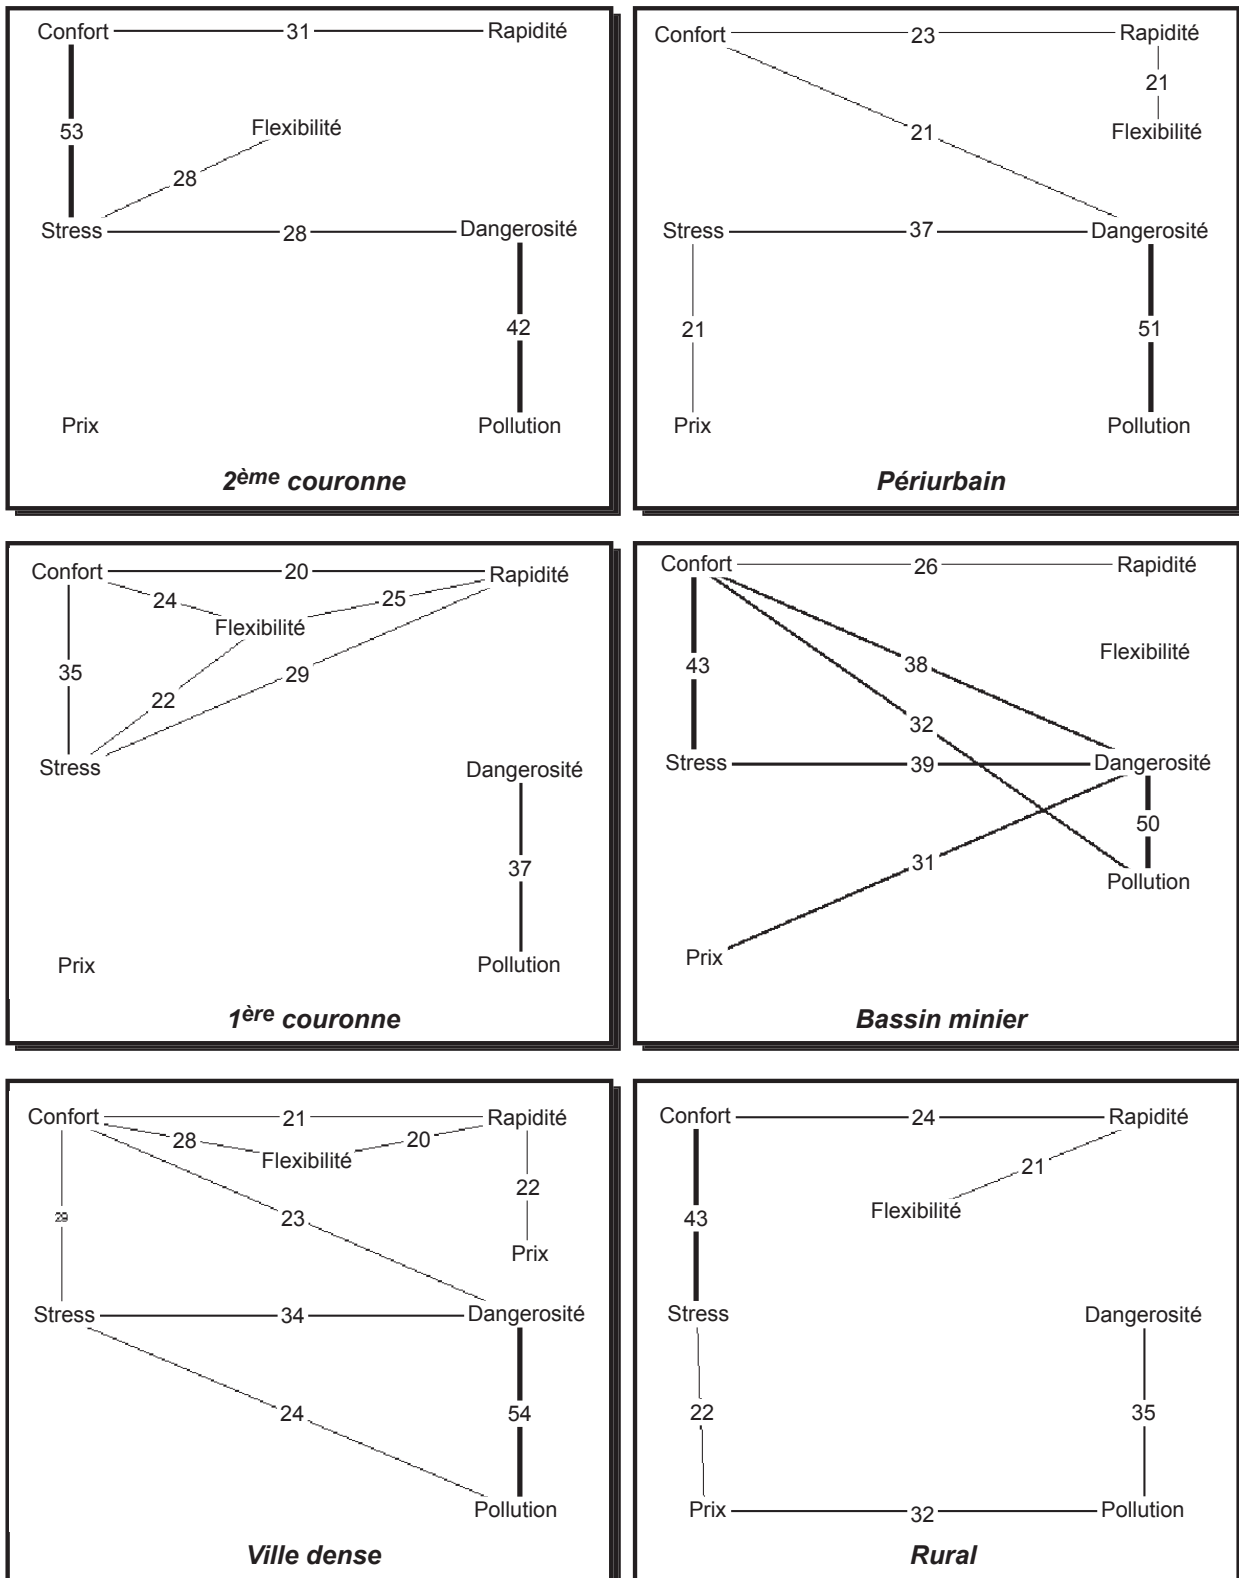 Confort 31 Rapidité
53 Flexibilité
28
Stress 28 Dangerosité
42
Prix Pollution
2ème couronne
Confort 23 Rapidité
21
21 Flexibilité
Stress 37 Dangerosité
21 51
Prix Pollution
Périurbain
Confort 20 Rapidité
24 25
Flexibilité
35 22 29
Stress Dangerosité
37
Prix Pollution
1ère couronne
Confort 26 Rapidité
Flexibilité
43 38
32
Stress 39 Dangerosité
50
31 Pollution
Prix
Bassin minier
Confort 21 Rapidité
28 20
Flexibilité
22
29 23
Prix
Stress 34 Dangerosité
24 54
Pollution
Ville dense
Confort 24 Rapidité
21
43 Flexibilité
Stress Dangerosité
22 35
Prix 32 Pollution
Rural